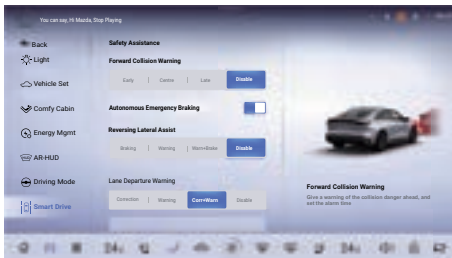 You can say, Hi Mazda, Stop Playing
Back
Light
Vehicle Set
Comfy Cabin
Energy Mgmt
AR-HUD
Driving Mode
Smart Drive
Safety Assistance
Forward Collision Warning
Early
Centre
Late
Disable
Autonomous Emergency Braking
Reversing Lateral Assist
Braking
Warning
Warn+Brake
Disable
Lane Departure Warning
Correction
Warning
Corr+Warn
Disable
Forward Collision Warning
Give a warning of the collision danger ahead, and
set the alarm time